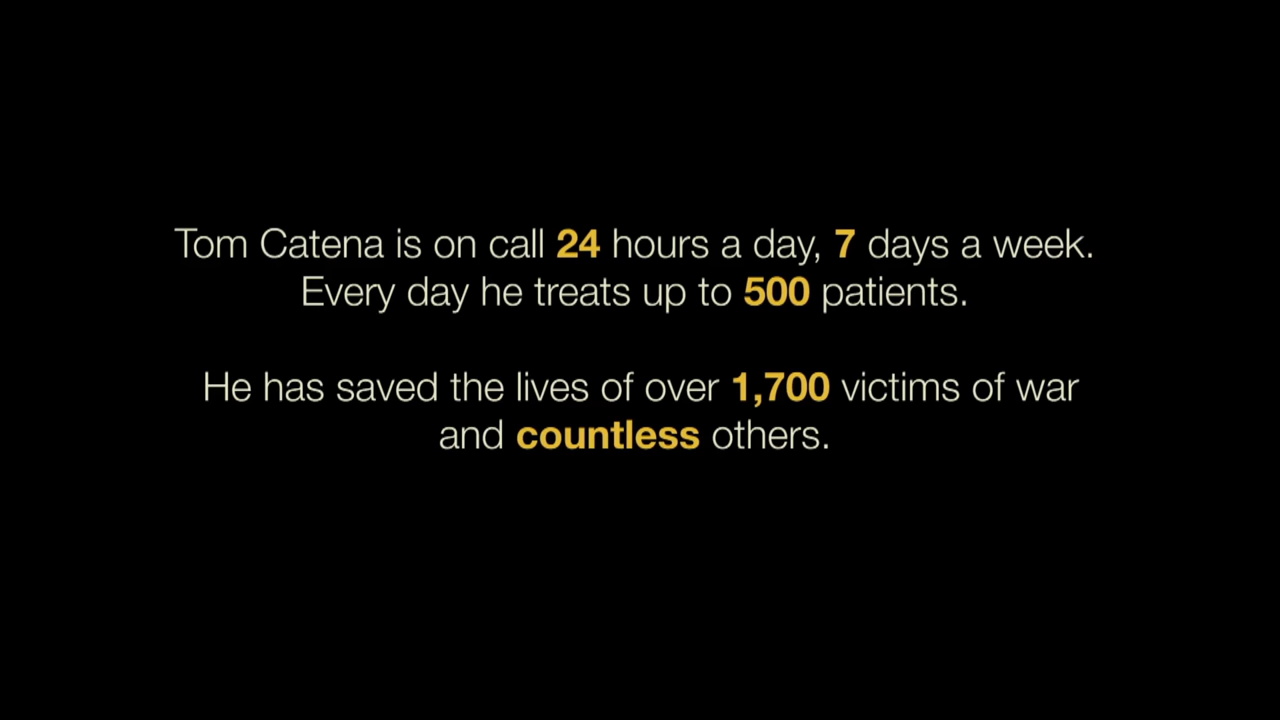 Tom Catena is on call 24 hours a day, 7 days a week.
Every day he treats up to 500 patients.
He has saved the lives of over 1,700 victims of war
and countless others.